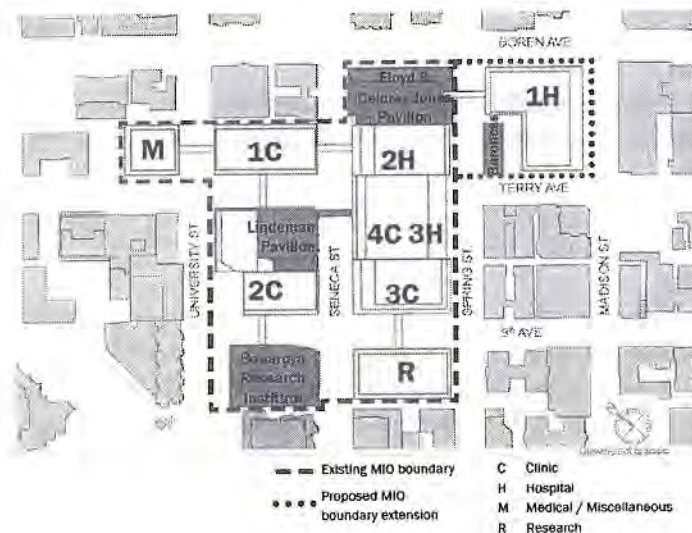 BOREN AVE
Floyd &
Delores Jones
Pavilion
1H
M
1C
2H
Baroness
TERRY AVE
UNIVERSITY ST
Lindeman
Pavilion
SENECA ST
4C 3H
SPRING ST
MADISON ST
2C
3C
9th AVE
Benaroya
Research
Institute
R
Existing MIO boundary
Proposed MIO
boundary extension
C Clinic
H Hospital
M Medical / Miscellaneous
R Research